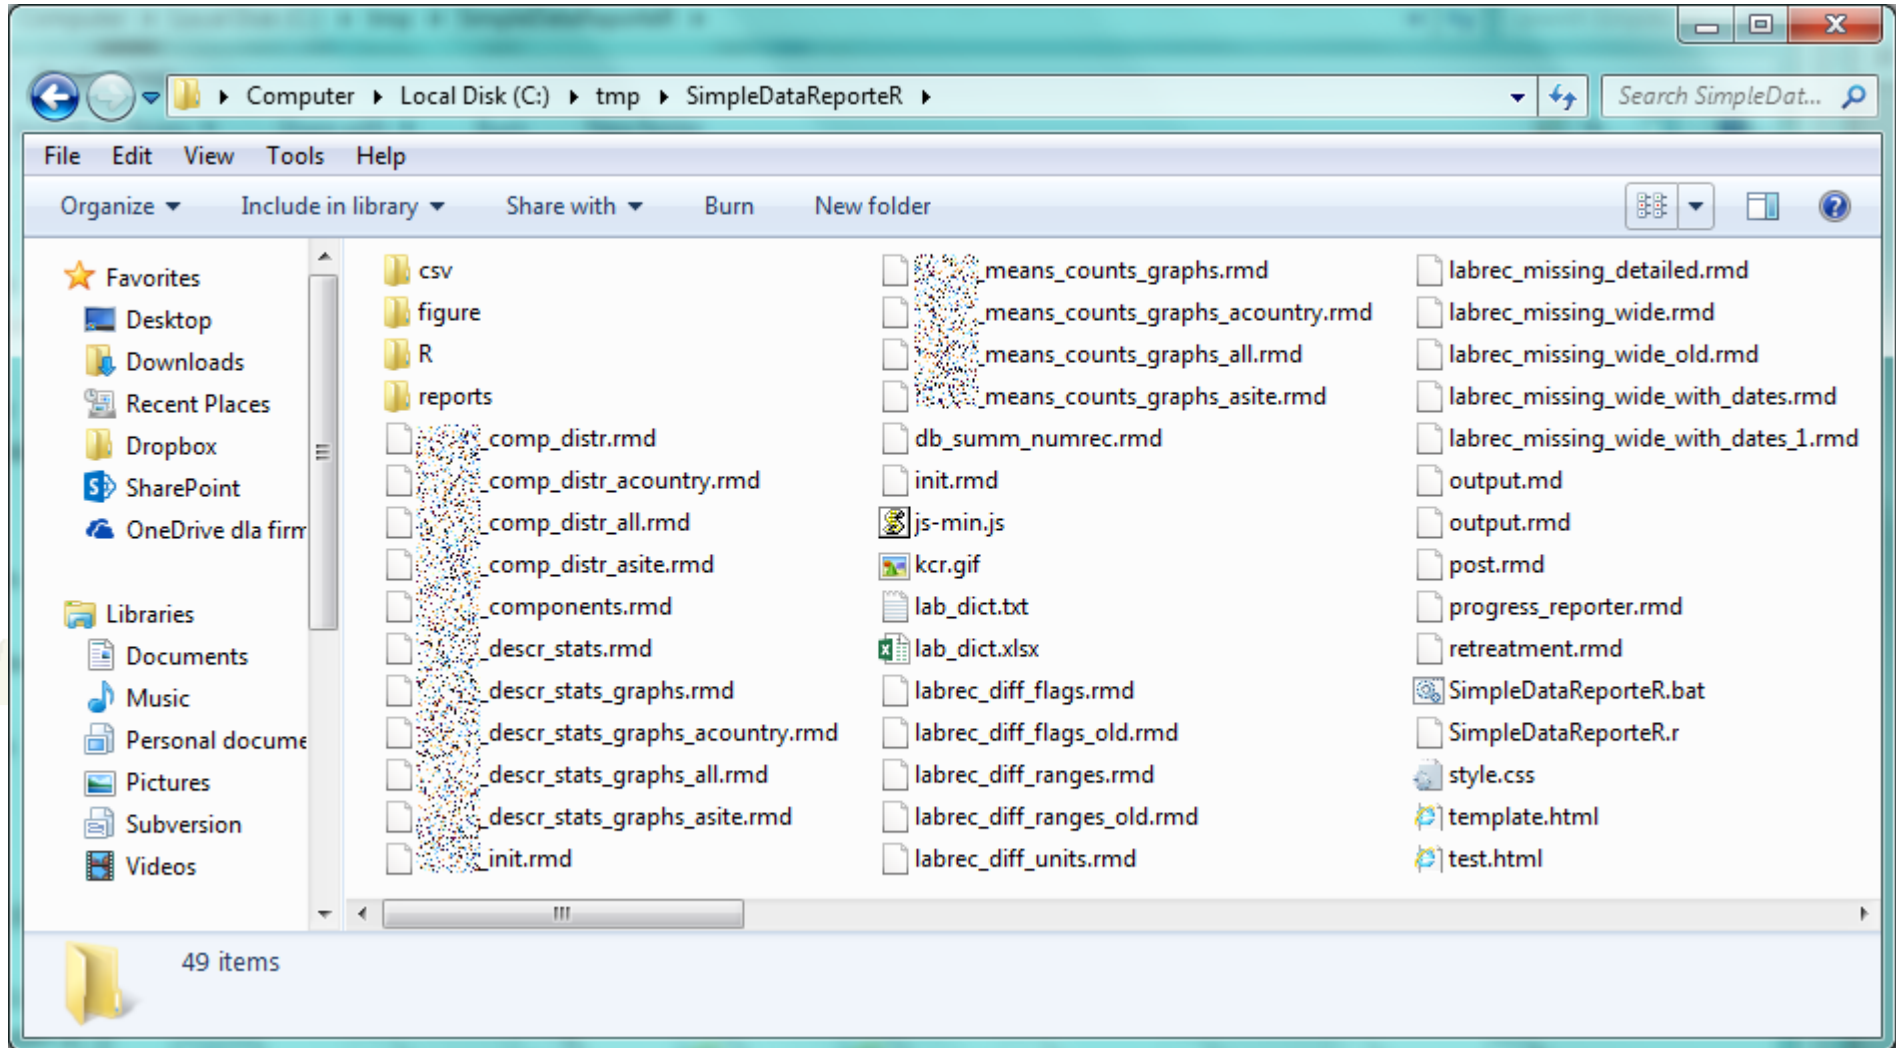 Computer ▸ Local Disk (C:) ▸ tmp ▸ SimpleDataReporteR ▸
Search SimpleDat...
File Edit View Tools Help
Organize Include in library Share with Burn New folder
Favorites
Desktop
Downloads
Recent Places
Dropbox
SharePoint
OneDrive dla firm
Libraries
Documents
Music
Personal docume
Pictures
Subversion
Videos
csv
figure
R
reports
_comp_distr.rmd
_comp_distr_acountry.rmd
_comp_distr_all.rmd
_comp_distr_asite.rmd
_components.rmd
_descr_stats.rmd
_descr_stats_graphs.rmd
_descr_stats_graphs_acountry.rmd
_descr_stats_graphs_all.rmd
_descr_stats_graphs_asite.rmd
_init.rmd
_means_counts_graphs.rmd
_means_counts_graphs_acountry.rmd
_means_counts_graphs_all.rmd
_means_counts_graphs_asite.rmd
db_summ_numrec.rmd
init.rmd
js-min.js
kcr.gif
lab_dict.txt
lab_dict.xlsx
labrec_diff_flags.rmd
labrec_diff_flags_old.rmd
labrec_diff_ranges.rmd
labrec_diff_ranges_old.rmd
labrec_diff_units.rmd
labrec_missing_detailed.rmd
labrec_missing_wide.rmd
labrec_missing_wide_old.rmd
labrec_missing_wide_with_dates.rmd
labrec_missing_wide_with_dates_1.rmd
output.md
output.rmd
post.rmd
progress_reporter.rmd
retreatment.rmd
SimpleDataReporteR.bat
SimpleDataReporteR.r
style.css
template.html
test.html
49 items